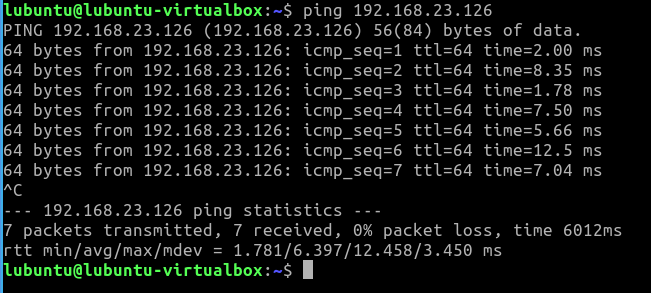 lubuntu@lubuntu-virtualbox:~$ ping 192.168.23.126
PING 192.168.23.126 (192.168.23.126) 56(84) bytes of data.
64 bytes from 192.168.23.126: icmp_seq=1 ttl=64 time=2.00 ms
64 bytes from 192.168.23.126: icmp_seq=2 ttl=64 time=8.35 ms
64 bytes from 192.168.23.126: icmp_seq=3 ttl=64 time=1.78 ms
64 bytes from 192.168.23.126: icmp_seq=4 ttl=64 time=7.50 ms
64 bytes from 192.168.23.126: icmp_seq=5 ttl=64 time=5.66 ms
64 bytes from 192.168.23.126: icmp_seq=6 ttl=64 time=12.5 ms
64 bytes from 192.168.23.126: icmp_seq=7 ttl=64 time=7.04 ms
^C
--- 192.168.23.126 ping statistics ---
7 packets transmitted, 7 received, 0% packet loss, time 6012ms
rtt min/avg/max/mdev = 1.781/6.397/12.458/3.450 ms
lubuntu@lubuntu-virtualbox:~$